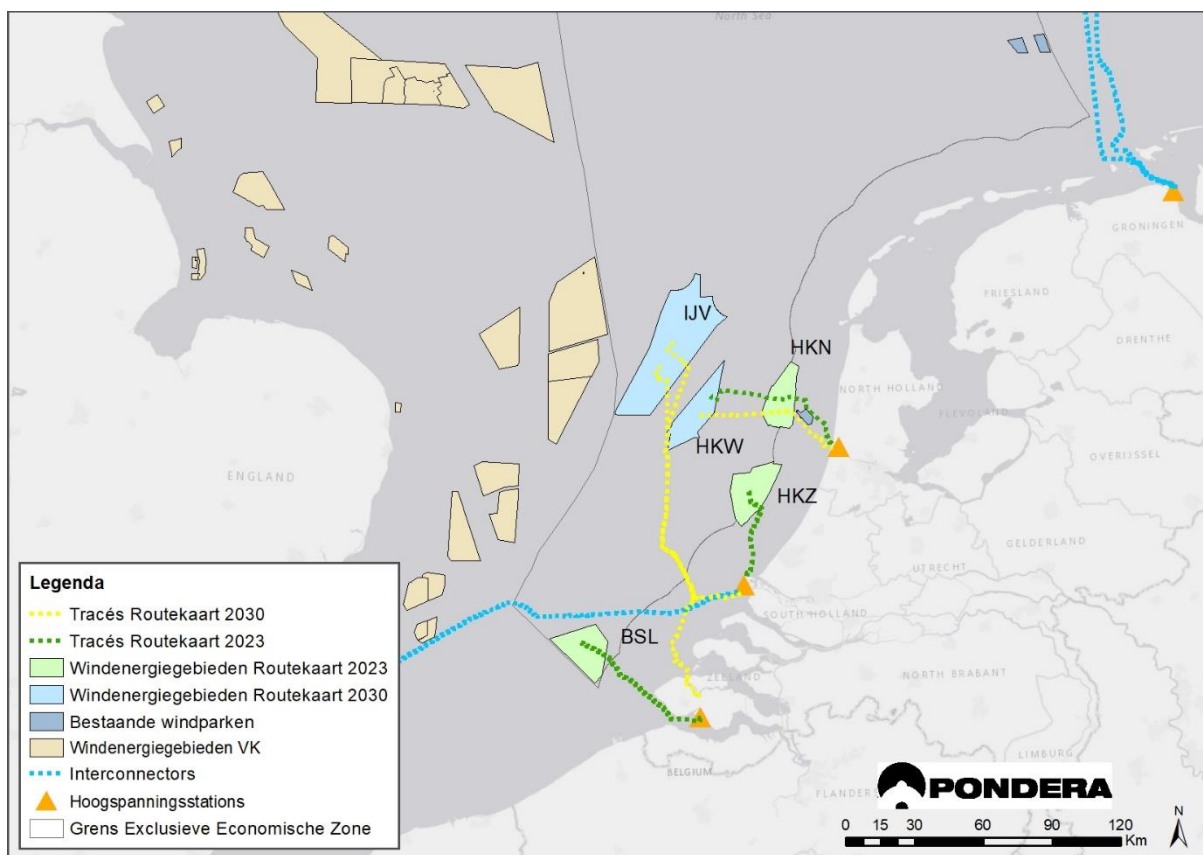 North Sea
GRONINGEN
FRIESLAND
DRENTHE
IJV
HKN
NORTH HOLLAND
FLEVOLAND
HKW
OVERIJSSEL
ENGLAND
HKZ
GELDERLAND
UTRECHT
SOUTH HOLLAND
BSL
ZEELAND
NORTH BRABANT
LIMBURG
BELGIUM
FLANDERS
Legenda
Tracés Routekaart 2030
Tracés Routekaart 2023
Windenergiegebieden Routekaart 2023
Windenergiegebieden Routekaart 2030
Bestaande windparken
Windenergiegebieden VK
Interconnectors
Hoogspanningsstations
Grens Exclusieve Economische Zone
PONDERA
0 15 30 60 90 120
Km
N